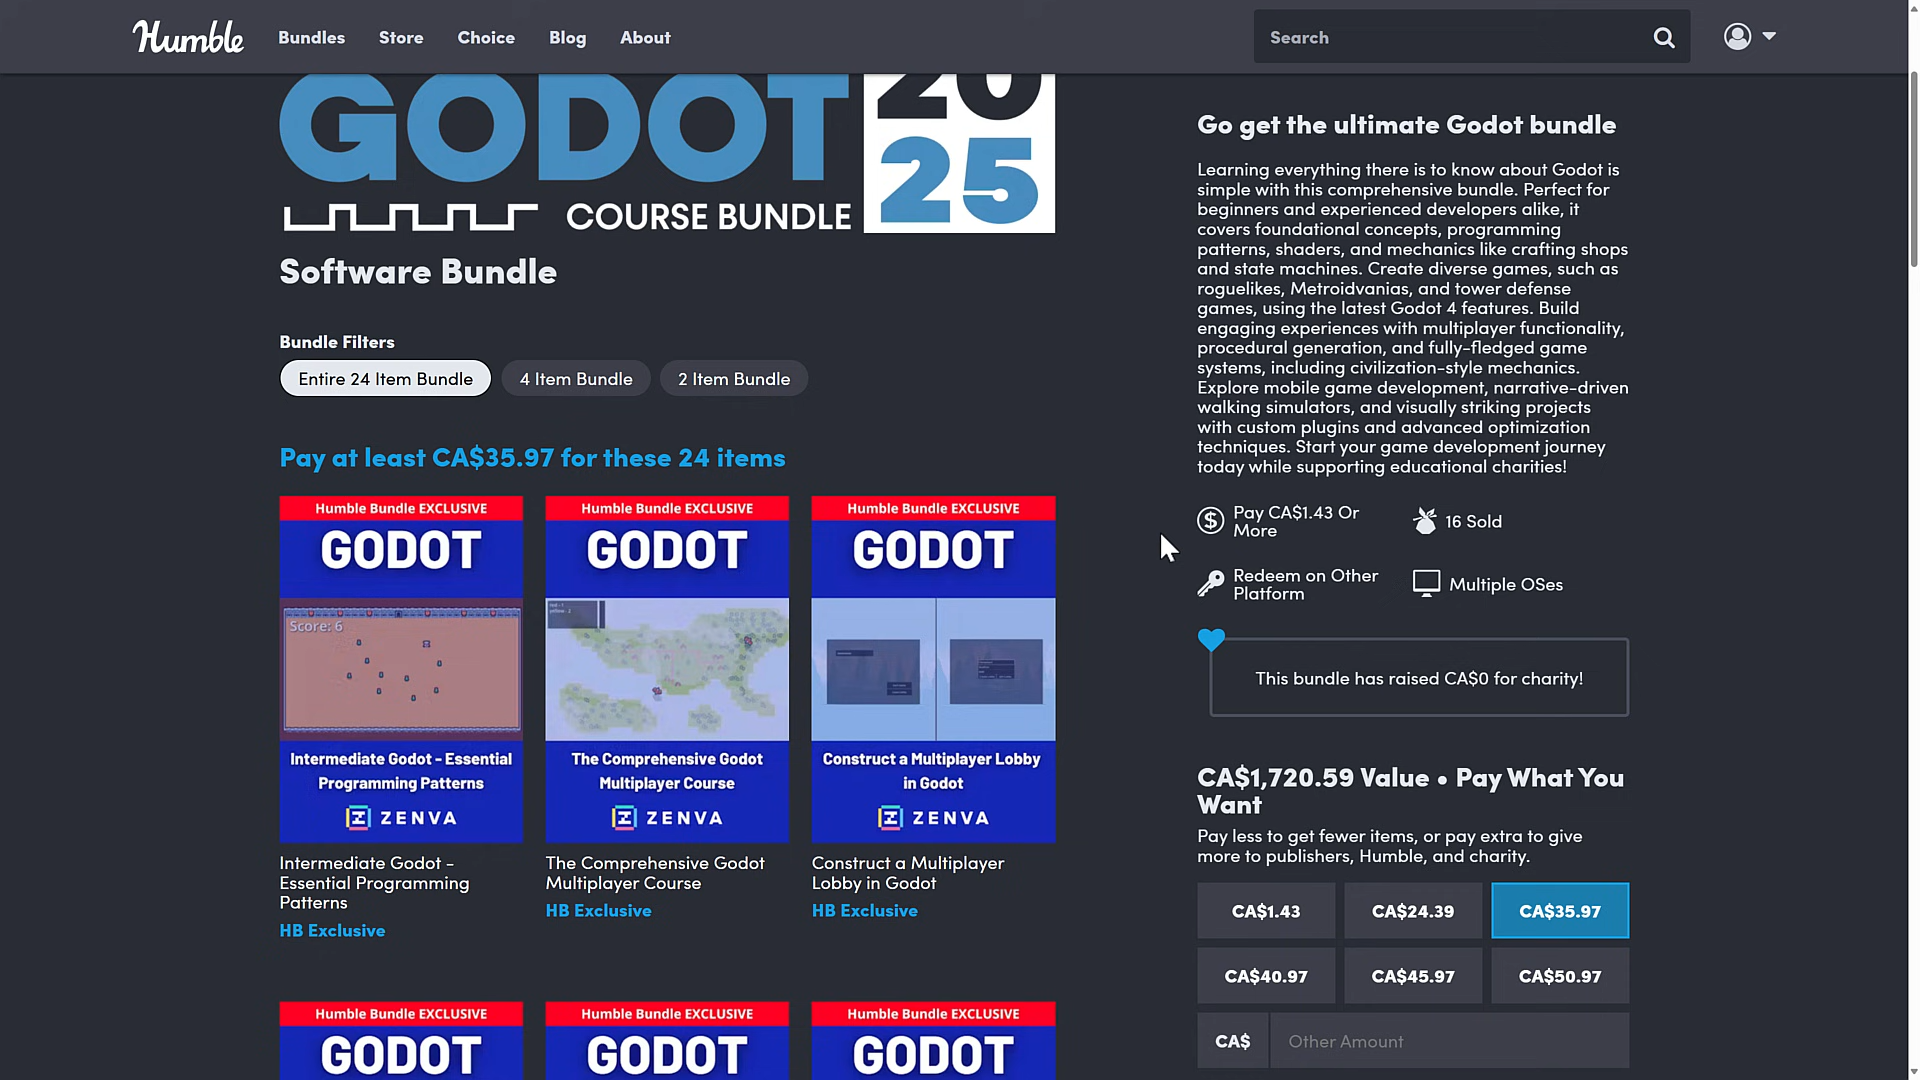 Humble
Bundles
Store
Choice
Blog
About
Search
GODOT
20
25
COURSE BUNDLE
Software Bundle
Bundle Filters
Entire 24 Item Bundle
4 Item Bundle
2 Item Bundle
Pay at least CA$35.97 for these 24 items
Humble Bundle EXCLUSIVE
GODOT
Score: 6
Intermediate Godot - Essential
Programming Patterns
ZENVA
Intermediate Godot -
Essential Programming
Patterns
HB Exclusive
Humble Bundle EXCLUSIVE
GODOT
The Comprehensive Godot
Multiplayer Course
ZENVA
The Comprehensive Godot
Multiplayer Course
HB Exclusive
Humble Bundle EXCLUSIVE
GODOT
Construct a Multiplayer Lobby
in Godot
ZENVA
Construct a Multiplayer
Lobby in Godot
HB Exclusive
Humble Bundle EXCLUSIVE
GODOT
Humble Bundle EXCLUSIVE
GODOT
Humble Bundle EXCLUSIVE
GODOT
Go get the ultimate Godot bundle
Learning everything there is to know about Godot is
simple with this comprehensive bundle. Perfect for
beginners and experienced developers alike, it
covers foundational concepts, programming
patterns, shaders, and mechanics like crafting shops
and state machines. Create diverse games, such as
roguelikes, Metroidvanias, and tower defense
games, using the latest Godot 4 features. Build
engaging experiences with multiplayer functionality,
procedural generation, and fully-fledged game
systems, including civilization-style mechanics.
Explore mobile game development, narrative-driven
walking simulators, and visually striking projects
with custom plugins and advanced optimization
techniques. Start your game development journey
today while supporting educational charities!
Pay CA$1.43 Or
More
16 Sold
Redeem on Other
Platform
Multiple OSes
This bundle has raised CA$0 for charity!
CA$1,720.59 Value • Pay What You
Want
Pay less to get fewer items, or pay extra to give
more to publishers, Humble, and charity.
CA$1.43
CA$24.39
CA$35.97
CA$40.97
CA$45.97
CA$50.97
CA$
Other Amount